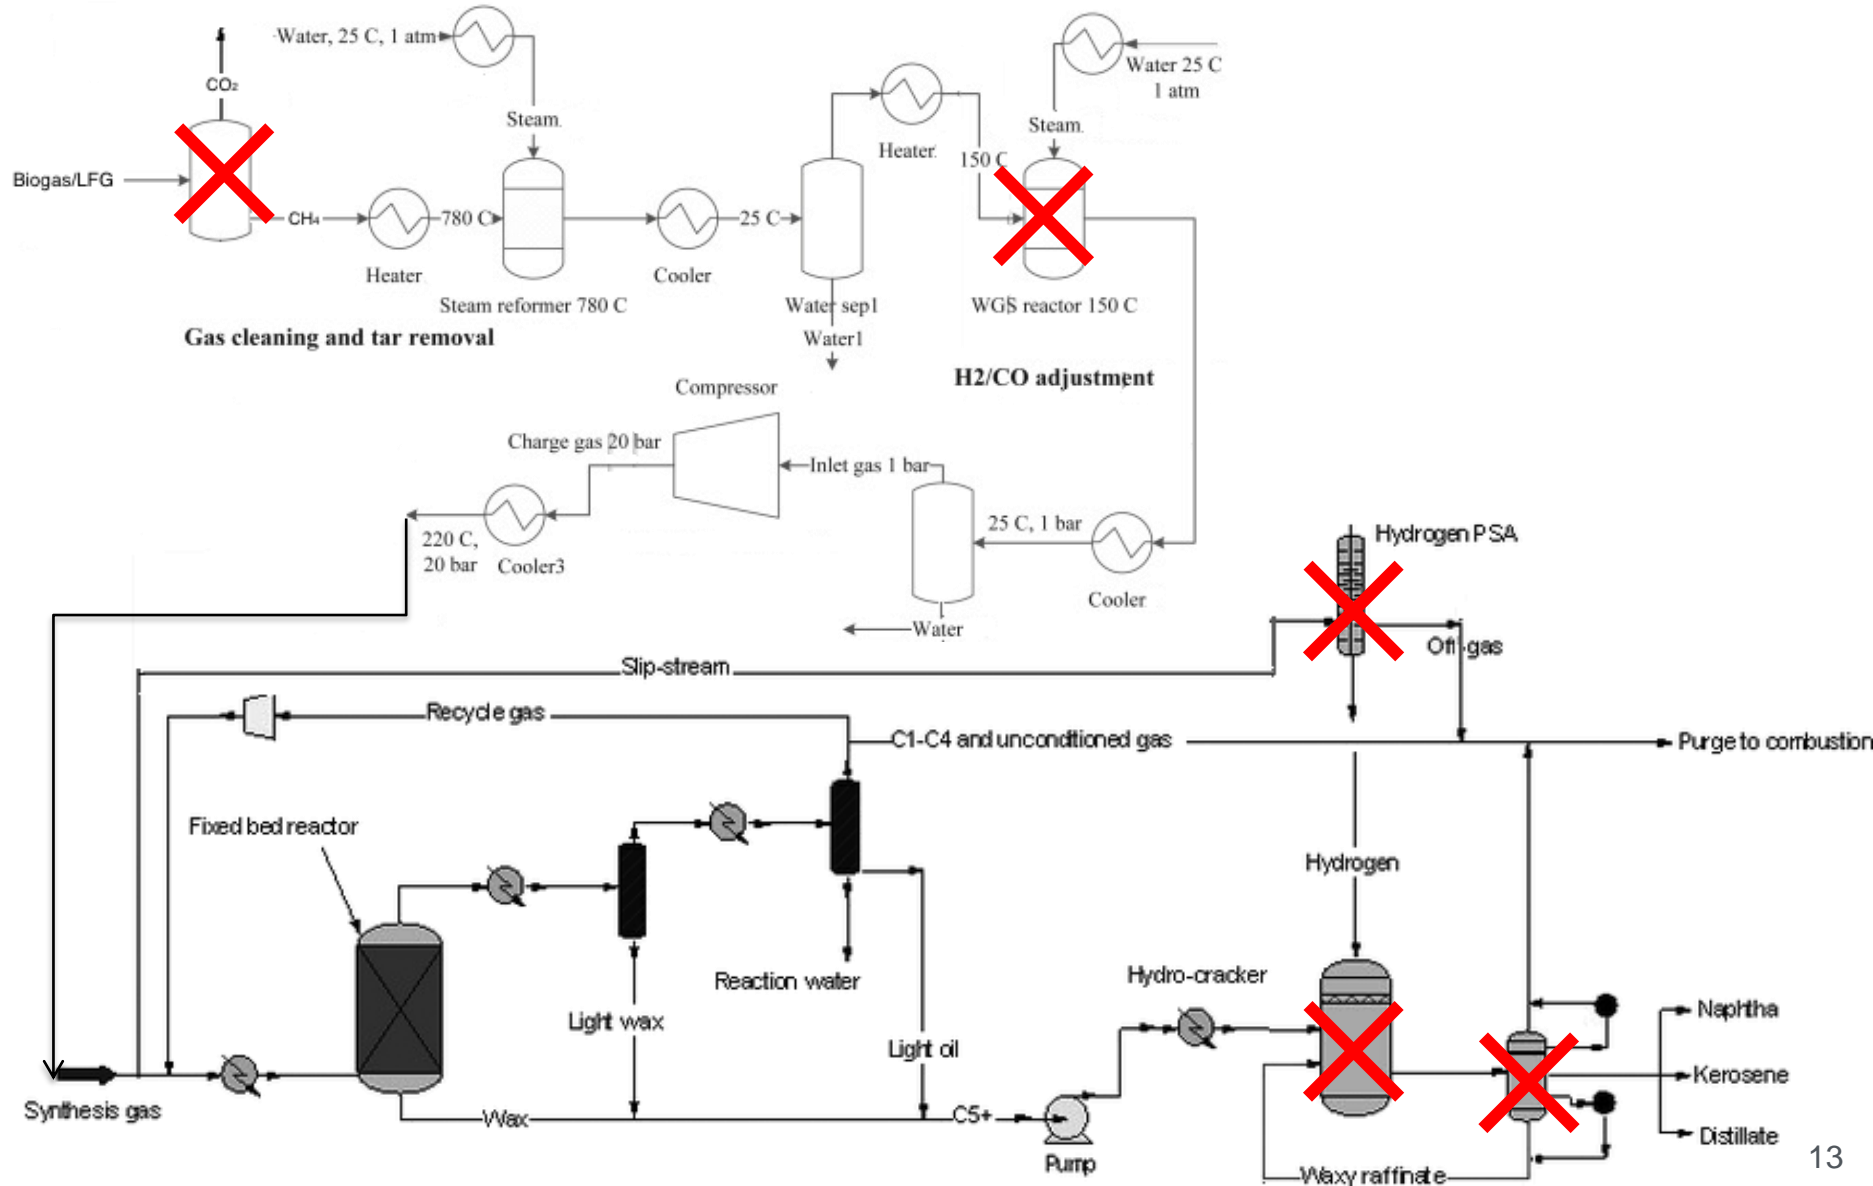 Water, 25 C, 1 atm
CO₂
Water 25 C
1 atm
Steam
Steam
Heater
150 C
Biogas/LFG
CH₄
780 C
25 C
Heater
Cooler
Steam reformer 780 C
Water sep1
WGS reactor 150 C
Gas cleaning and tar removal
Water1
H2/CO adjustment
Compressor
Charge gas 20 bar
Inlet gas 1 bar
25 C, 1 bar
220 C,
20 bar
Cooler3
Cooler
Water
Hydrogen PSA
Off-gas
Slip-stream
Recycle gas
C1-C4 and uncondtioned gas
Purge to combustion
Fixed bed reactor
Hydrogen
Reaction water
Hydro-cracker
Light wax
Light oil
Naphtha
Kerosene
Distillate
Synthesis gas
Wax
C5+
Pump
Waxy raffinate
13